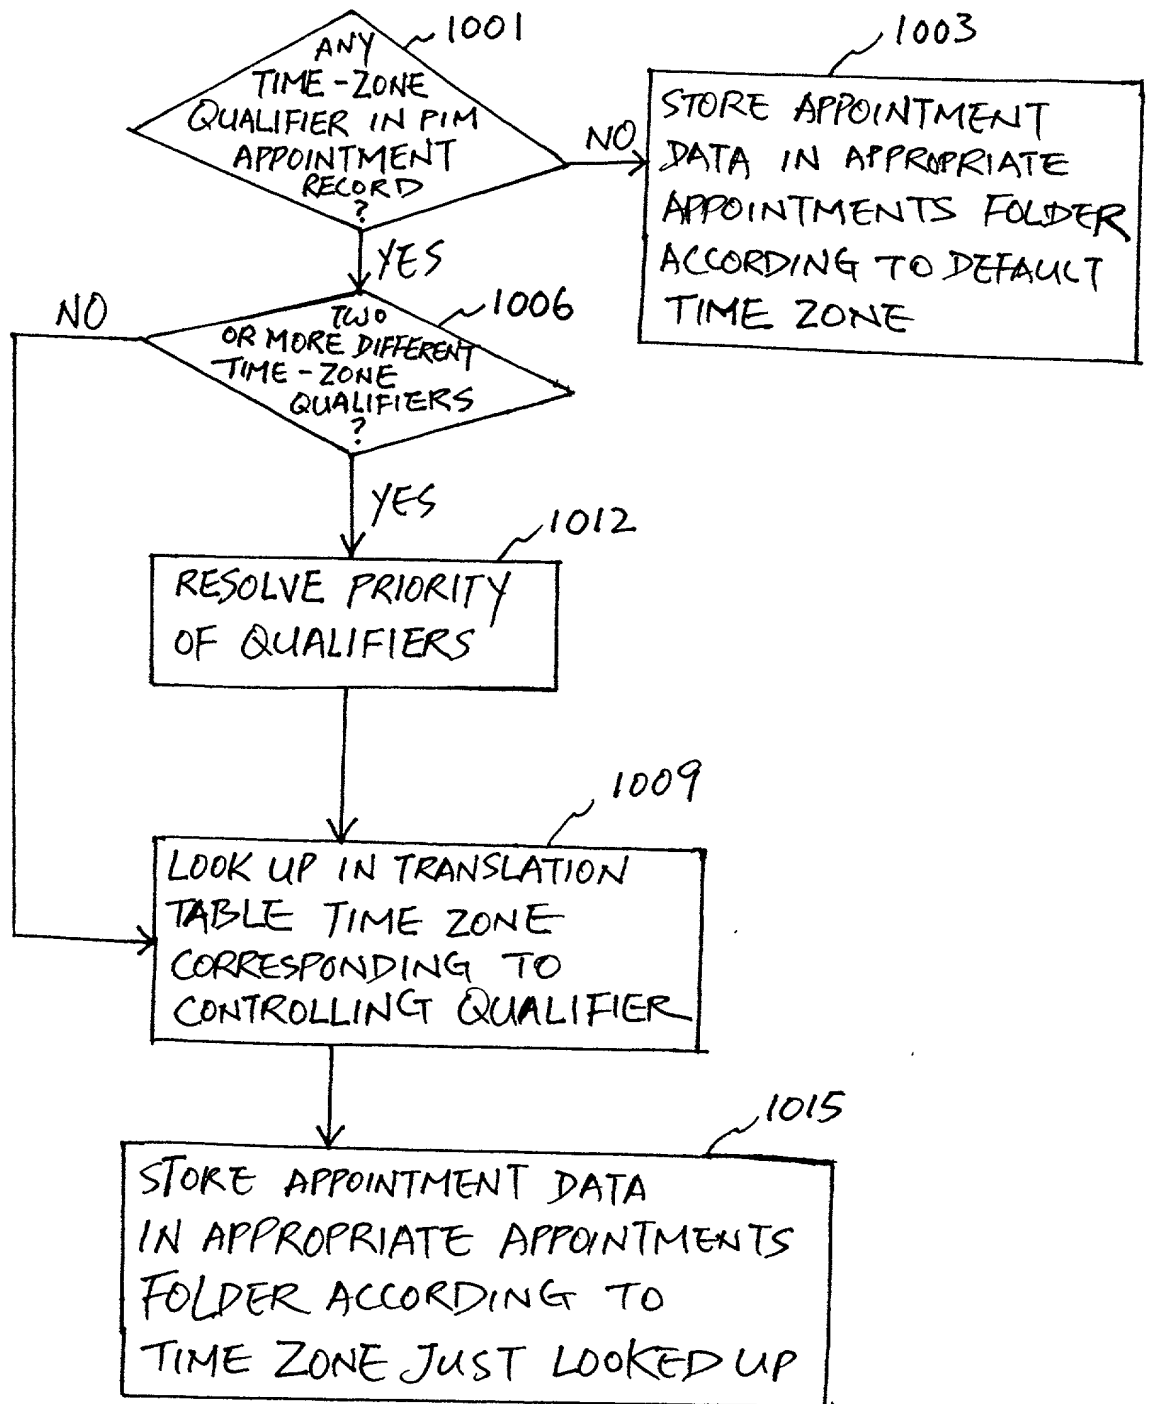 1001
ANY
TIME-ZONE
QUALIFIER IN PIM
APPOINTMENT
RECORD
?
NO
1003
STORE APPOINTMENT
DATA IN APPROPRIATE
APPOINTMENTS FOLDER
ACCORDING TO DEFAULT
TIME ZONE
YES
NO
1006
TWO
OR MORE DIFFERENT
TIME-ZONE
QUALIFIERS
?
YES
1012
RESOLVE PRIORITY
OF QUALIFIERS
1009
LOOK UP IN TRANSLATION
TABLE TIME ZONE
CORRESPONDING TO
CONTROLLING QUALIFIER
1015
STORE APPOINTMENT DATA
IN APPROPRIATE APPOINTMENTS
FOLDER ACCORDING TO
TIME ZONE JUST LOOKED UP